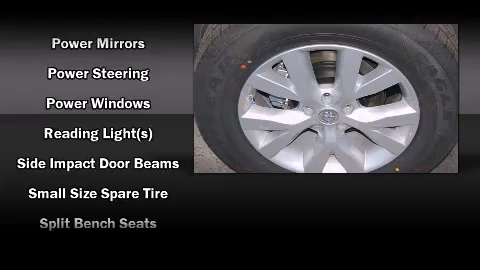 Power Mirrors
Power Steering
Power Windows
Reading Light(s)
Side Impact Door Beams
Small Size Spare Tire
Split Bench Seats